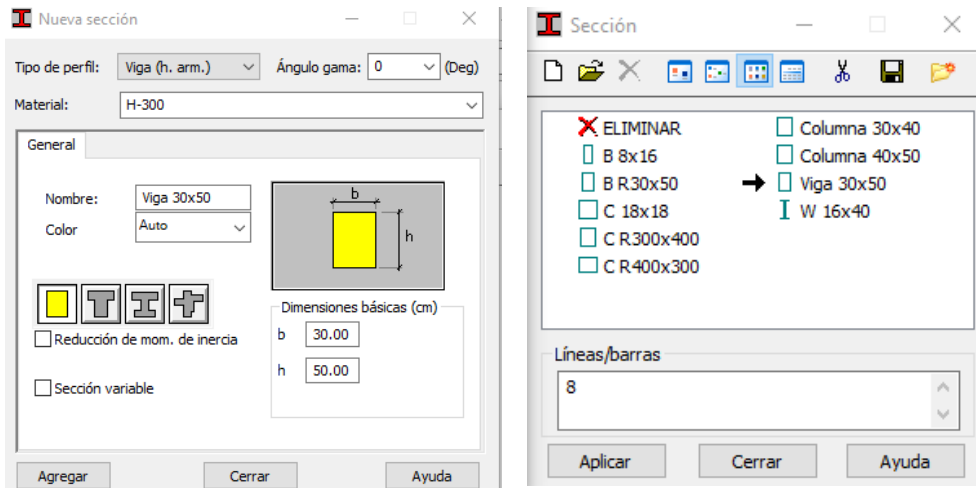 Nueva sección
Tipo de perfil: Viga (h. arm.) Ángulo gama: 0 (Deg)
Material: H-300
General
Nombre: Viga 30x50
Color Auto
b
h
Reducción de mom. de inercia
Sección variable
Dimensiones básicas (cm)
b 30.00
h 50.00
Agregar Cerrar Ayuda
Sección
ELIMINAR
B 8x16
B R30x50
C 18x18
C R300x400
C R400x300
Columna 30x40
Columna 40x50
Viga 30x50
W 16x40
Líneas/barras
8
Aplicar Cerrar Ayuda